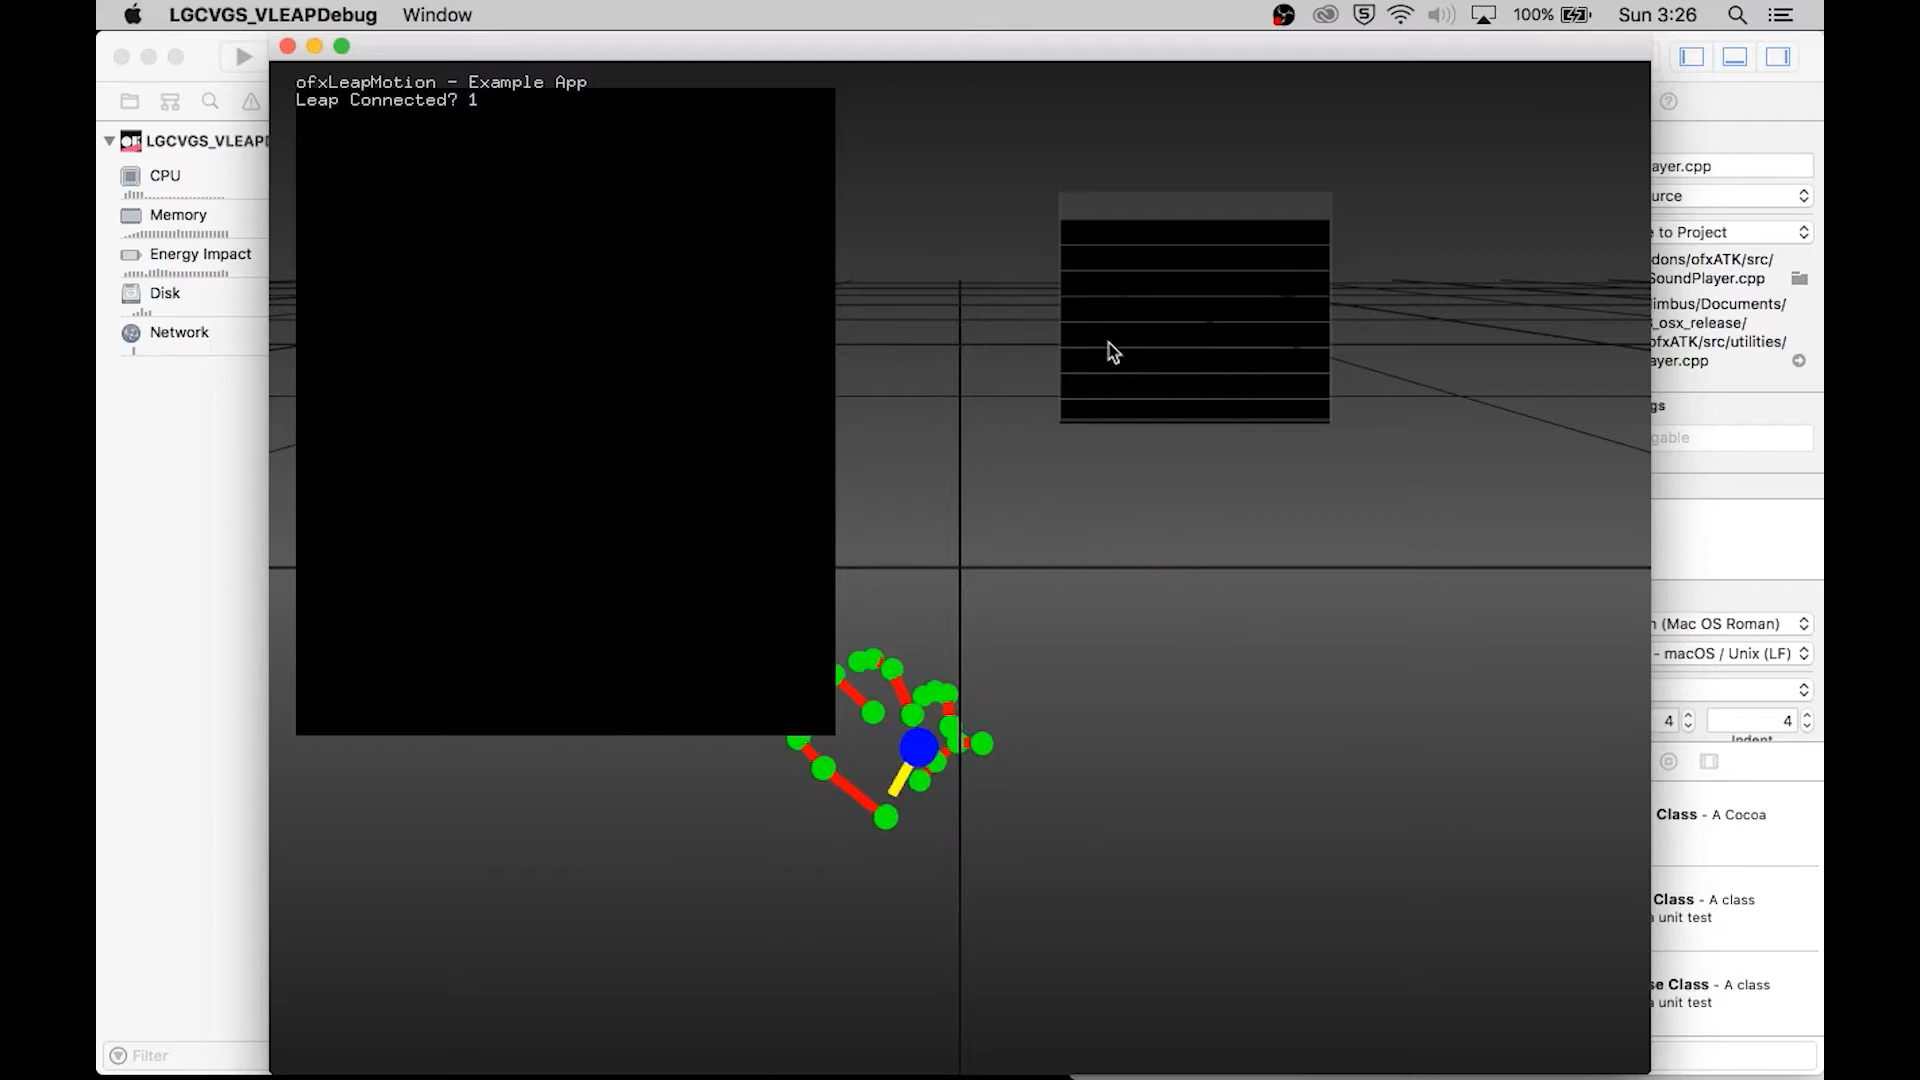 LGCVGS_VLEAPDebug Window 100% Sun 3:26
ofxLeapMotion - Example App
Leap Connected? 1
LGCVGS_VLEAP
CPU
Memory
Energy Impact
Disk
Network
Filter
ayer.cpp
urce
e to Project
dons/ofxATK/src/
SoundPlayer.cpp
imbus/Documents/
_osx_release/
ofxATK/src/utilities/
ayer.cpp
gs
gable
(Mac OS Roman)
- macOS / Unix (LF)
4 4
Indent
Class - A Cocoa
Class - A class
unit test
se Class - A class
unit test